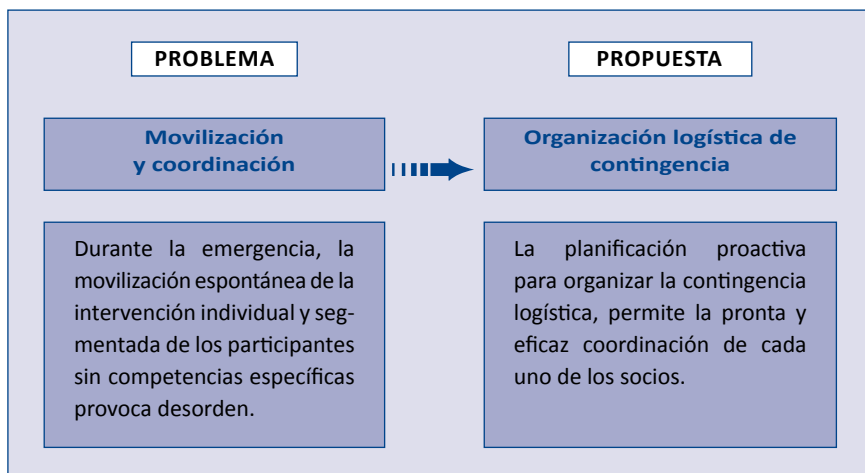 PROBLEMA
Movilización
y coordinación
Durante la emergencia, la
movilización espontánea de la
intervención individual y seg-
mentada de los participantes
sin competencias específicas
provoca desorden.
PROPUESTA
Organización logística de
contingencia
La planificación proactiva
para organizar la contingencia
logística, permite la pronta y
eficaz coordinación de cada
uno de los socios.